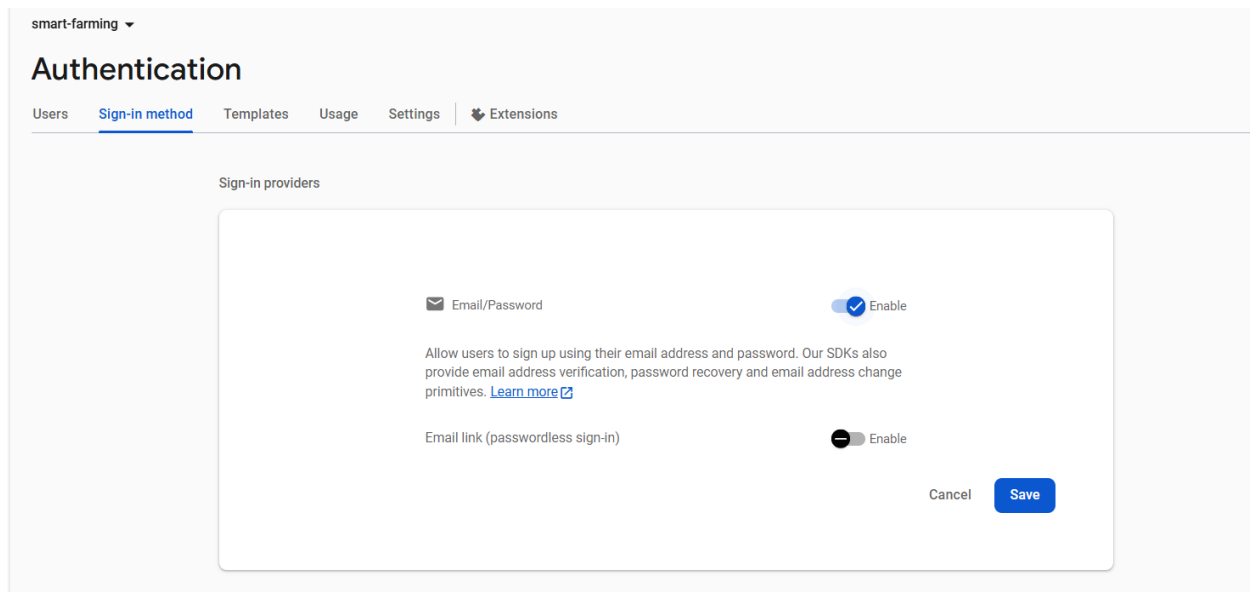 smart-farming
Authentication
Users Sign-in method Templates Usage Settings Extensions
Sign-in providers
Email/Password Enable
Allow users to sign up using their email address and password. Our SDKs also
provide email address verification, password recovery and email address change
primitives. Learn more
Email link (passwordless sign-in) Enable
Cancel Save